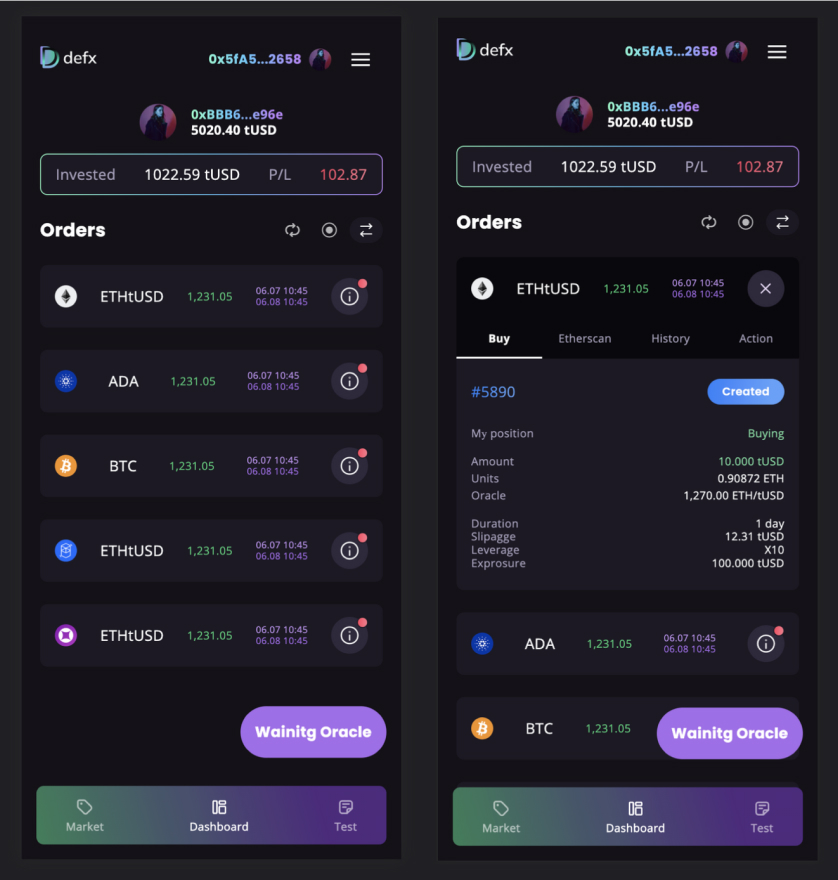 defx
0x5fA5...2658
0xBBB6...e96e
5020.40 tUSD
Invested 1022.59 tUSD P/L 102.87
Orders
ETHtUSD 1,231.05 06.07 10:45
06.08 10:45
ADA 1,231.05 06.07 10:45
06.08 10:45
BTC 1,231.05 06.07 10:45
06.08 10:45
ETHtUSD 1,231.05 06.07 10:45
06.08 10:45
ETHtUSD 1,231.05 06.07 10:45
06.08 10:45
Wainitg Oracle
Market Dashboard Test
defx
0x5fA5...2658
0xBBB6...e96e
5020.40 tUSD
Invested 1022.59 tUSD P/L 102.87
Orders
ETHtUSD 1,231.05 06.07 10:45
06.08 10:45
Buy Etherscan History Action
#5890 Created
My position Buying
Amount 10.000 tUSD
Units 0.90872 ETH
Oracle 1,270.00 ETH/tUSD
Duration 1 day
Slipagge 12.31 tUSD
Leverage X10
Exprosure 100.000 tUSD
ADA 1,231.05 06.07 10:45
06.08 10:45
BTC 1,231.05
Wainitg Oracle
Market Dashboard Test